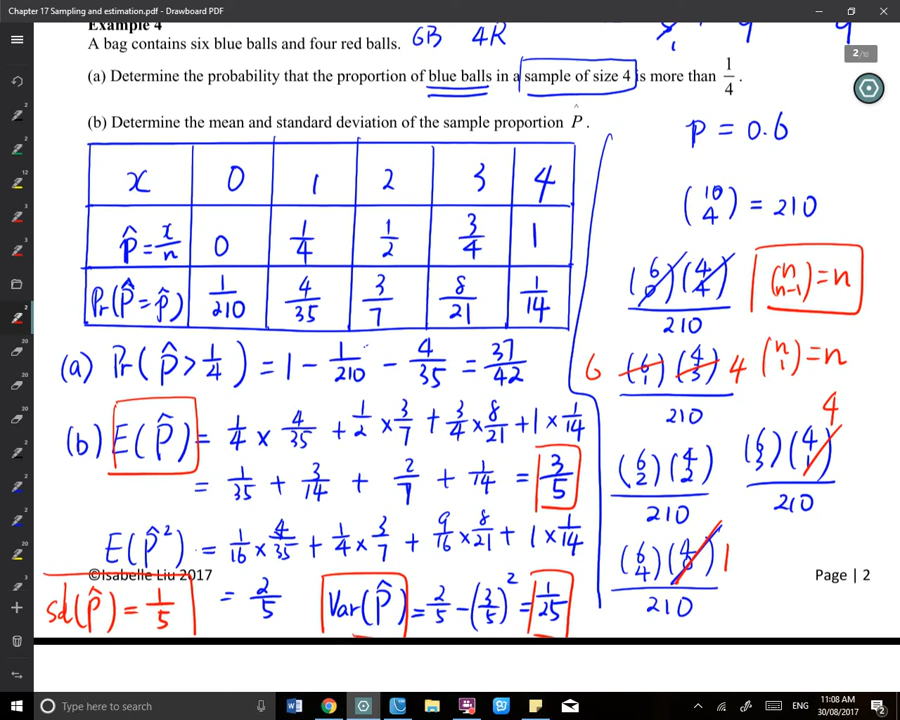 Chapter 17 Sampling and estimation.pdf - Drawboard PDF
Example 4
A bag contains six blue balls and four red balls. 6B 4R
2/10
(a) Determine the probability that the proportion of blue balls in a sample of size 4 is more than 1/4.
(b) Determine the mean and standard deviation of the sample proportion P̂.
x 0 1 2 3 4
p̂ = x/n 0 1/4 1/2 3/4 1
Pr(P̂ = p̂) 1/210 4/35 3/7 8/21 1/14
(a) Pr(P̂ > 1/4) = 1 - 1/210 - 4/35 = 37/42
(b) E(P̂) = 1/4 × 4/35 + 1/2 × 3/7 + 3/4 × 8/21 + 1 × 1/14
= 1/35 + 3/14 + 2/7 + 1/14 = 3/5
E(P̂²) = 1/16 × 4/35 + 1/4 × 3/7 + 9/16 × 8/21 + 1 × 1/14
= 2/5
Var(P̂) = 2/5 - (3/5)² = 1/25
sd(P̂) = 1/5
p = 0.6
(10 4) = 210
(6 0)(4 4)/210
(n n-1) = n
6 (6 1)(4 3) 4 /210
(n 1) = n
(6 2)(4 2)/210
(6 3)(4 1) 4 /210
(6 4)(4 0) 1 /210
©Isabelle Liu 2017
Page | 2
Type here to search
ENG
11:08 AM
30/08/2017